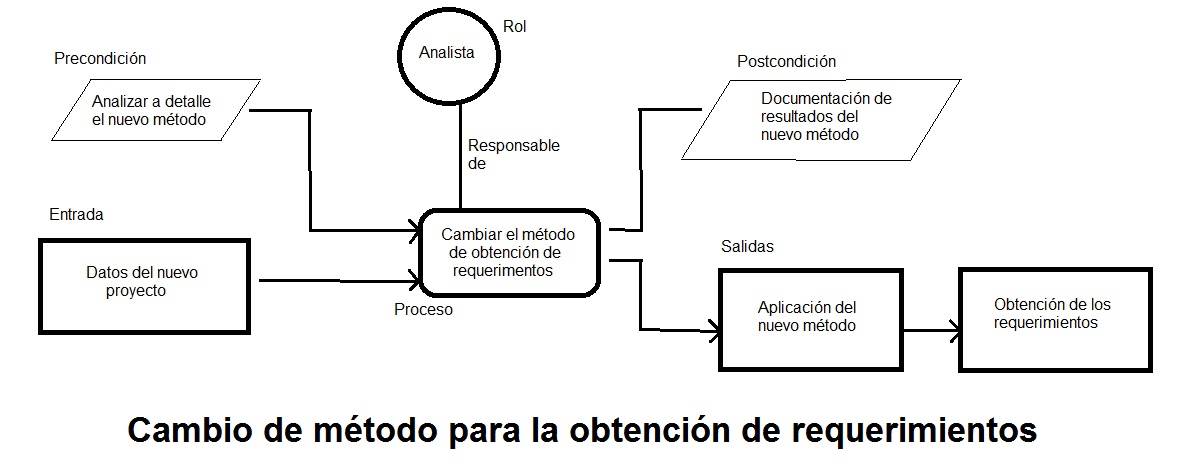 Precondición
Analizar a detalle
el nuevo método
Rol
Analista
Responsable
de
Postcondición
Documentación de
resultados del
nuevo método
Entrada
Datos del nuevo
proyecto
Cambiar el método
de obtención de
requerimentos
Proceso
Salidas
Aplicación del
nuevo método
Obtención de los
requerimientos
Cambio de método para la obtención de requerimientos